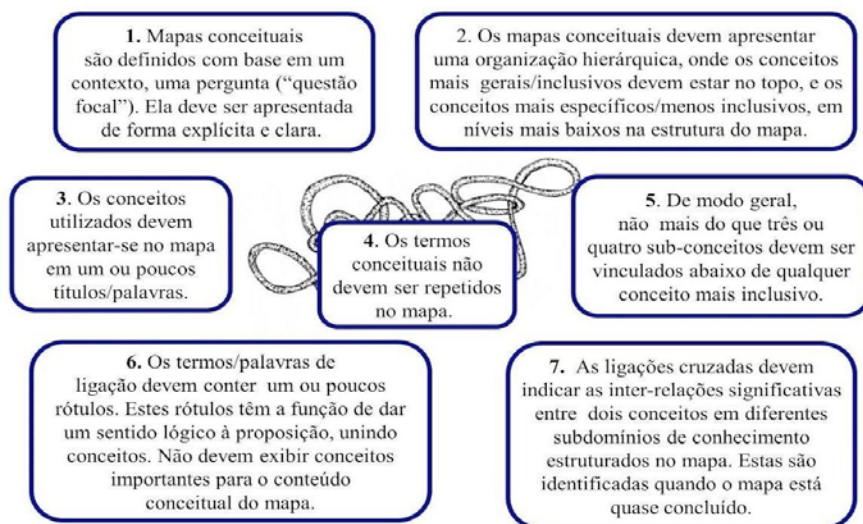 1. Mapas conceituais
são definidos com base em um
contexto, uma pergunta (“questão
focal”). Ela deve ser apresentada
de forma explícita e clara.
2. Os mapas conceituais devem apresentar
uma organização hierárquica, onde os conceitos
mais gerais/inclusivos devem estar no topo, e os
conceitos mais específicos/menos inclusivos, em
níveis mais baixos na estrutura do mapa.
3. Os conceitos
utilizados devem
apresentar-se no mapa
em um ou poucos
títulos/palavras.
4. Os termos
conceituais não
devem ser repetidos
no mapa.
5. De modo geral,
não mais do que três ou
quatro sub-conceitos devem ser
vinculados abaixo de qualquer
conceito mais inclusivo.
6. Os termos/palavras de
ligação devem conter um ou poucos
rótulos. Estes rótulos têm a função de dar
um sentido lógico à proposição, unindo
conceitos. Não devem exibir conceitos
importantes para o conteúdo
conceitual do mapa.
7. As ligações cruzadas devem
indicar as inter-relações significativas
entre dois conceitos em diferentes
subdomínios de conhecimento
estruturados no mapa. Estas são
identificadas quando o mapa está
quase concluído.